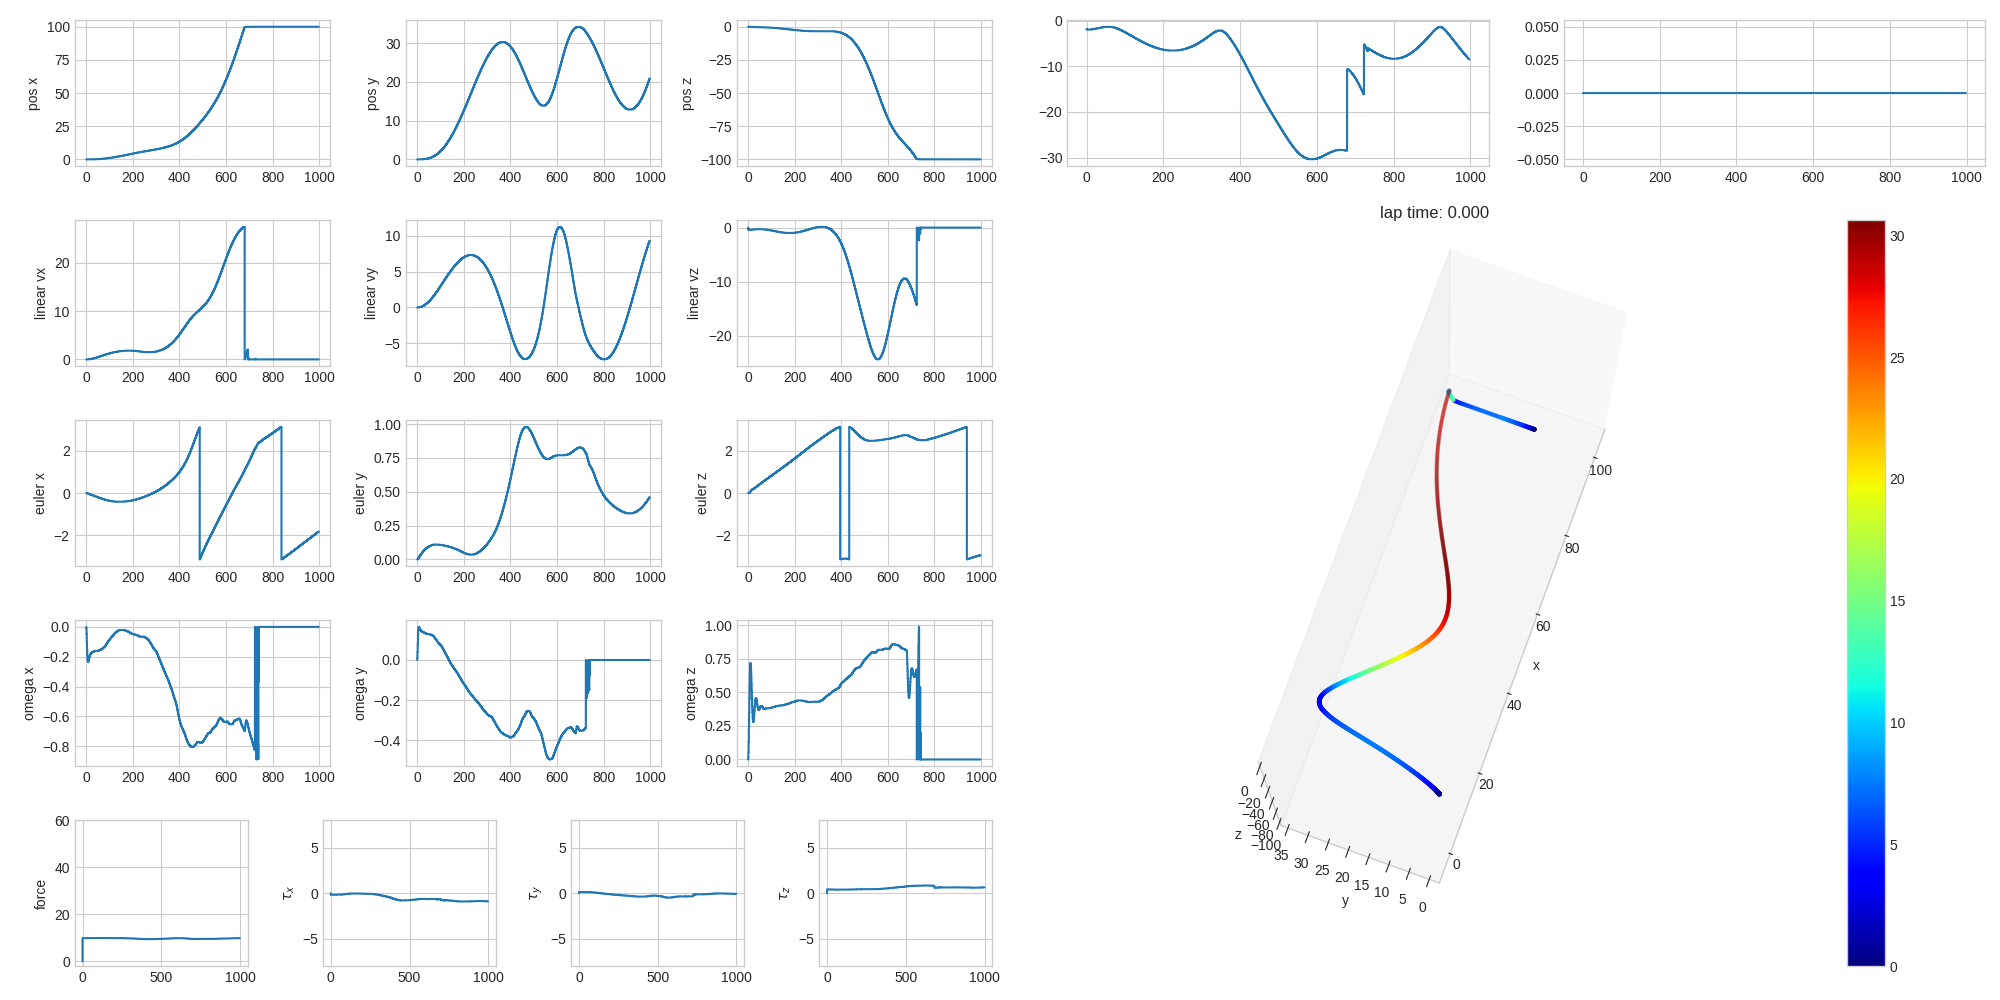 100
75
50
25
0
pos x
0 200 400 600 800 1000
30
20
10
0
pos y
0 200 400 600 800 1000
0
−25
−50
−75
−100
pos z
0 200 400 600 800 1000
0
−10
−20
−30
0 200 400 600 800 1000
0.050
0.025
0.000
−0.025
−0.050
0 200 400 600 800 1000
20
10
0
linear vx
0 200 400 600 800 1000
10
5
0
−5
linear vy
0 200 400 600 800 1000
0
−10
−20
linear vz
0 200 400 600 800 1000
2
0
−2
euler x
0 200 400 600 800 1000
1.00
0.75
0.50
0.25
0.00
euler y
0 200 400 600 800 1000
2
0
−2
euler z
0 200 400 600 800 1000
0.0
−0.2
−0.4
−0.6
−0.8
omega x
0 200 400 600 800 1000
0.0
−0.2
−0.4
omega y
0 200 400 600 800 1000
1.00
0.75
0.50
0.25
0.00
omega z
0 200 400 600 800 1000
60
40
20
0
force
0 500 1000
5
0
−5
τx
0 500 1000
5
0
−5
τy
0 500 1000
5
0
−5
τz
0 500 1000
lap time: 0.000
100
80
60
x
40
20
0
0
−20
−40
−60
−80
−100
z
35
30
25
20
15
10
5
0
y
30
25
20
15
10
5
0